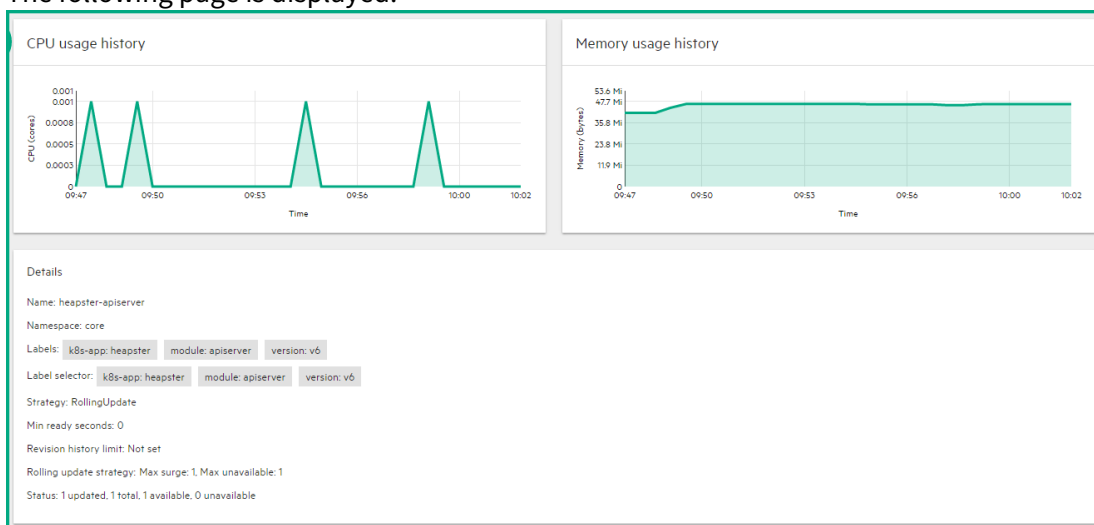 The following page is displayed.
CPU usage history
0.001
0.001
0.0008
0.0005
0.0003
0
CPU (cores)
09:47 09:50 09:53 09:56 10:00 10:02
Time
Memory usage history
53.6 Mi
47.7 Mi
35.8 Mi
23.8 Mi
11.9 Mi
0
Memory (bytes)
09:47 09:50 09:53 09:56 10:00 10:02
Time
Details
Name: heapster-apiserver
Namespace: core
Labels: k8s-app: heapster module: apiserver version: v6
Label selector: k8s-app: heapster module: apiserver version: v6
Strategy: RollingUpdate
Min ready seconds: 0
Revision history limit: Not set
Rolling update strategy: Max surge: 1, Max unavailable: 1
Status: 1 updated, 1 total, 1 available, 0 unavailable